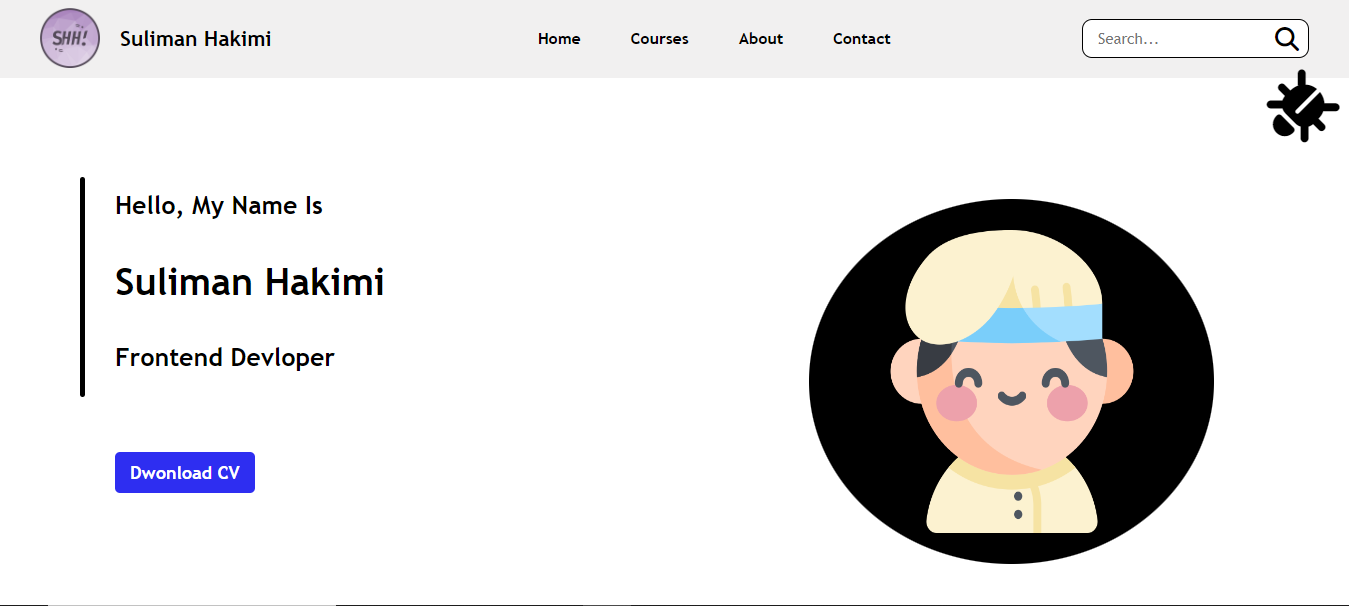 SHH!
Suliman Hakimi
Home Courses About Contact
Search...
Hello, My Name Is
Suliman Hakimi
Frontend Devloper
Dwonload CV